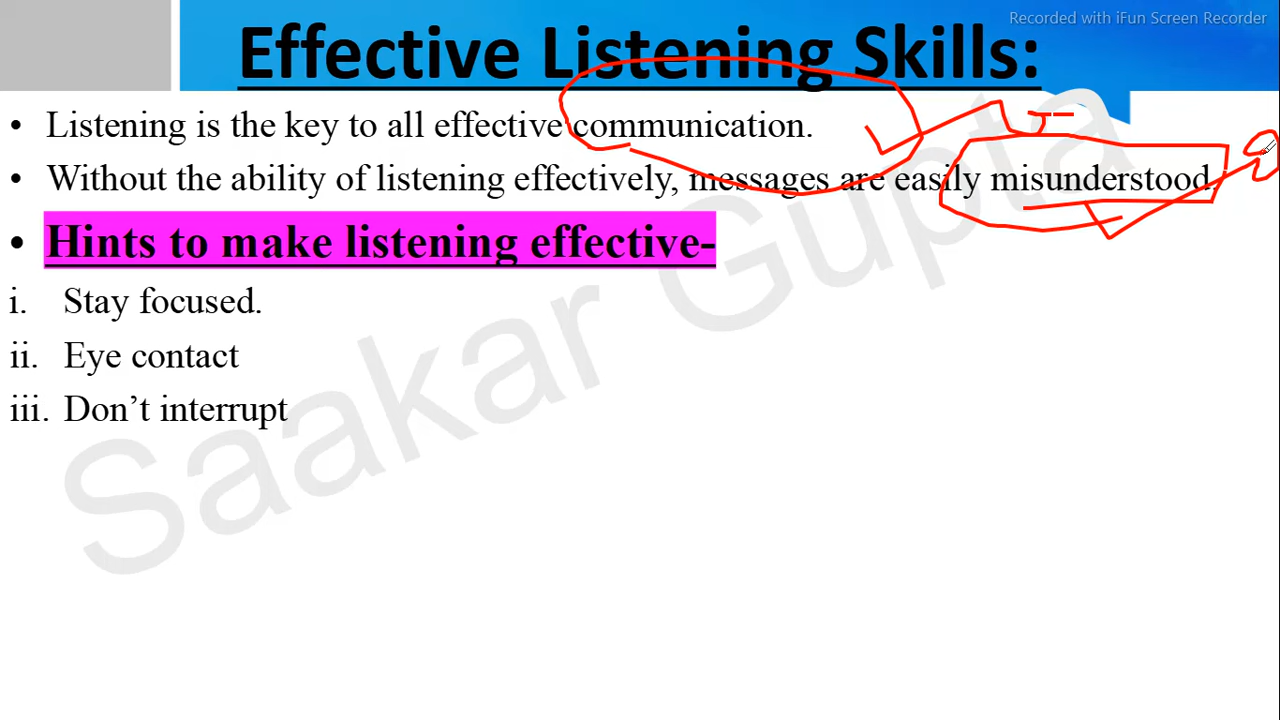 Recorded with iFun Screen Recorder
Effective Listening Skills:
• Listening is the key to all effective communication.
• Without the ability of listening effectively, messages are easily misunderstood.
• Hints to make listening effective-
i. Stay focused.
ii. Eye contact
iii. Don’t interrupt
Saakar Gupta